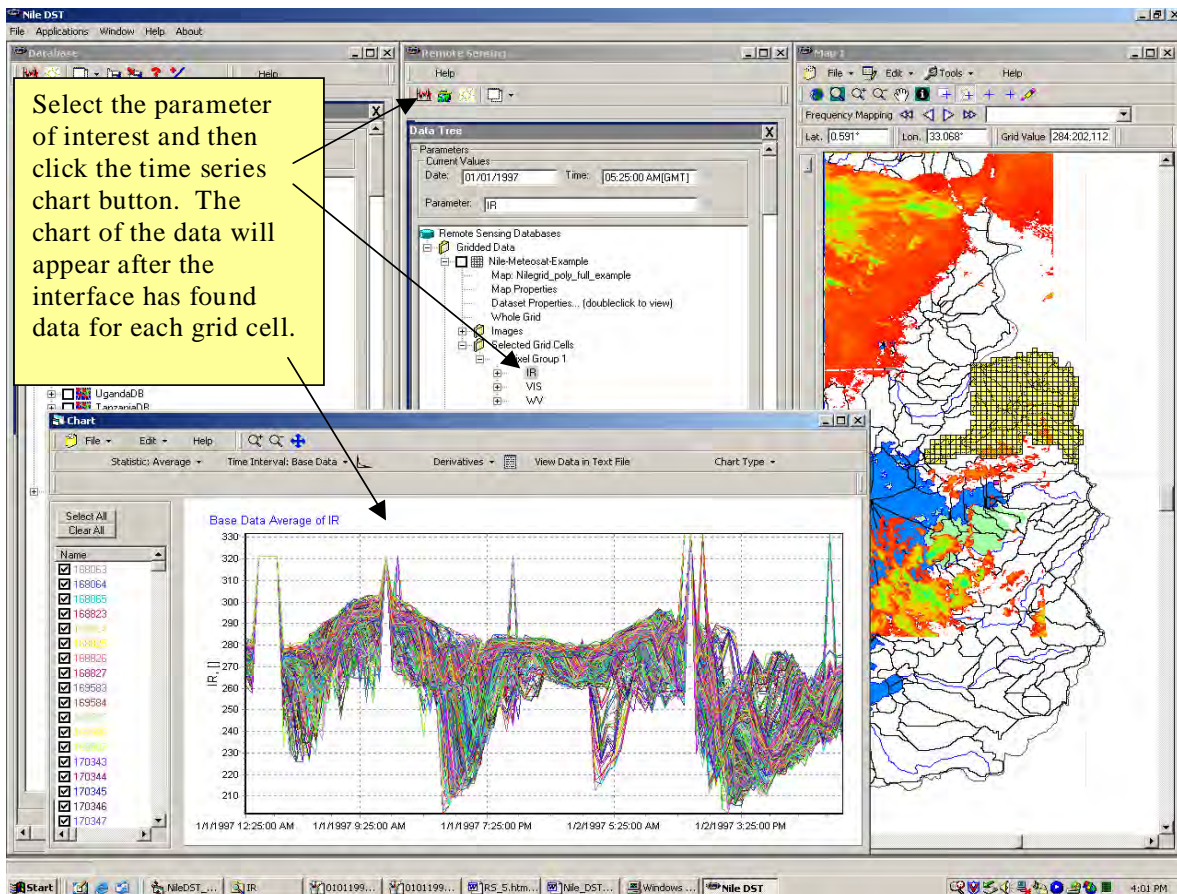 Nile DST
File Applications Window Help About
Database
Help
Select the parameter
of interest and then
click the time series
chart button. The
chart of the data will
appear after the
interface has found
data for each grid cell.
UgandaDB
TanzaniaDB
Remote Sensing
Help
Data Tree
Parameters
Current Values
Date: 01/01/1997 Time: 05:25:00 AM[GMT]
Parameter: IR
Remote Sensing Databases
Gridded Data
Nile-Meteosat-Example
Map: Nilegrid_poly_full_example
Map Properties
Dataset Properties... (doubleclick to view)
Whole Grid
Images
Selected Grid Cells
Pixel Group 1
IR
VIS
WV
Map 1
File Edit Tools Help
Frequency Mapping
Lat. 0.591° Lon. 33.068° Grid Value 284:202,112
Chart
File Edit Help
Statistic: Average Time Interval: Base Data Derivatives View Data in Text File Chart Type
Select All
Clear All
Name
168063
168064
168065
168823
168826
168827
169583
169584
170343
170344
170345
170346
170347
Base Data Average of IR
IR, []
330
320
310
300
290
280
270
260
250
240
230
220
210
1/1/1997 12:25:00 AM 1/1/1997 9:25:00 AM 1/1/1997 7:25:00 PM 1/2/1997 5:25:00 AM 1/2/1997 3:25:00 PM
Start NileDST_... IR 0101199... 0101199... RS_5.htm... Nile_DST... Windows ... Nile DST 4:01 PM